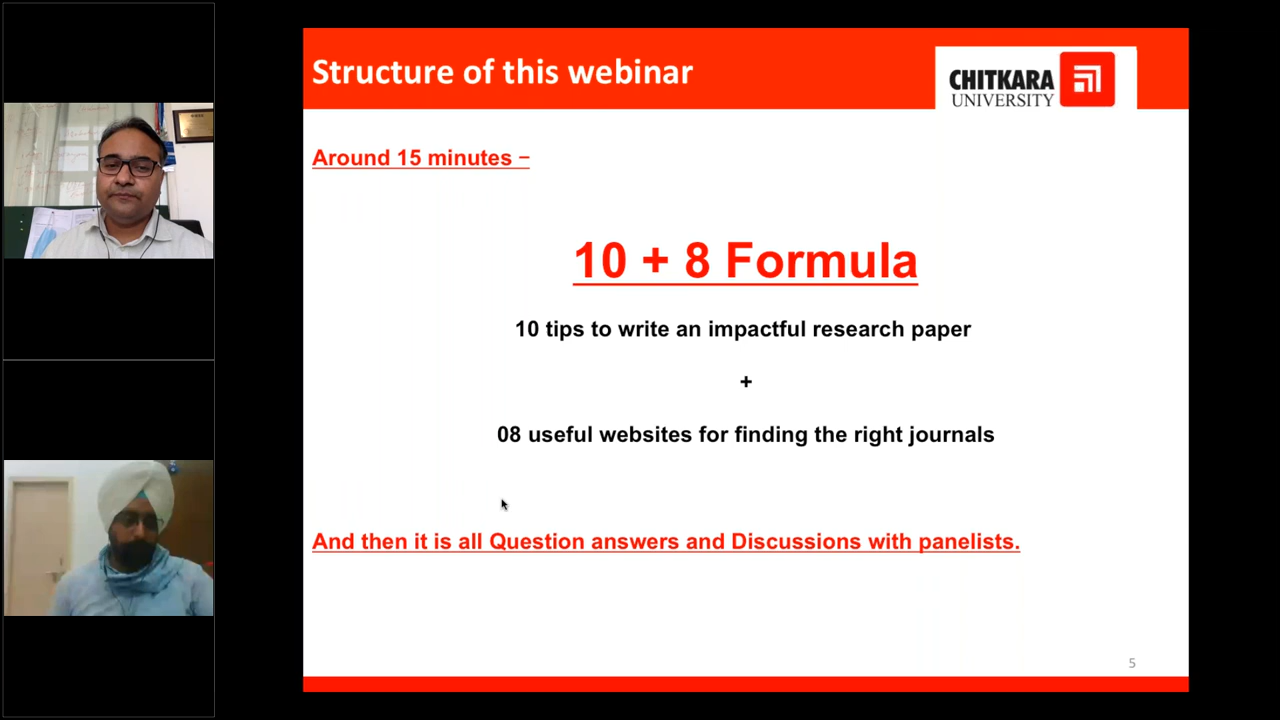 Structure of this webinar
CHITKARA
UNIVERSITY
Around 15 minutes –
10 + 8 Formula
10 tips to write an impactful research paper
+
08 useful websites for finding the right journals
And then it is all Question answers and Discussions with panelists.
5